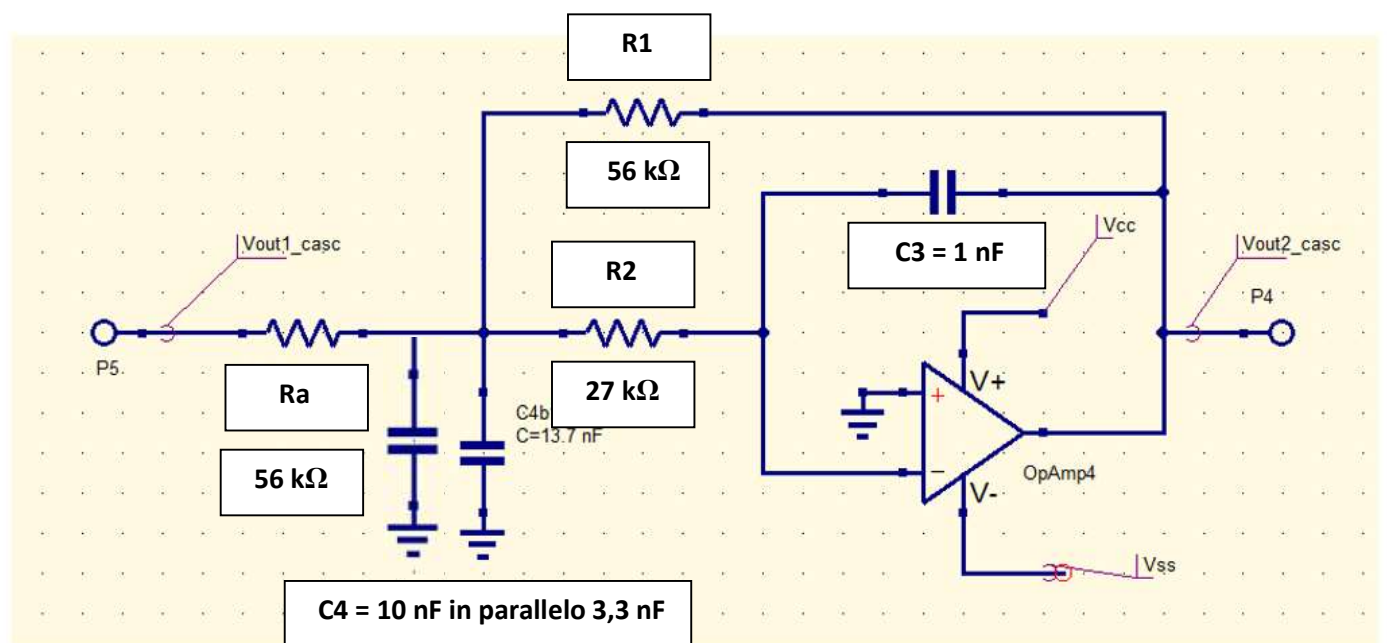 R1
56 kΩ
Vcc
Vout1_casc
R2
C3 = 1 nF
Vout2_casc
P4
P5
Ra
27 kΩ
C4b
C=13.7 nF
V+
+
56 kΩ
−
V-
OpAmp4
Vss
C4 = 10 nF in parallelo 3,3 nF